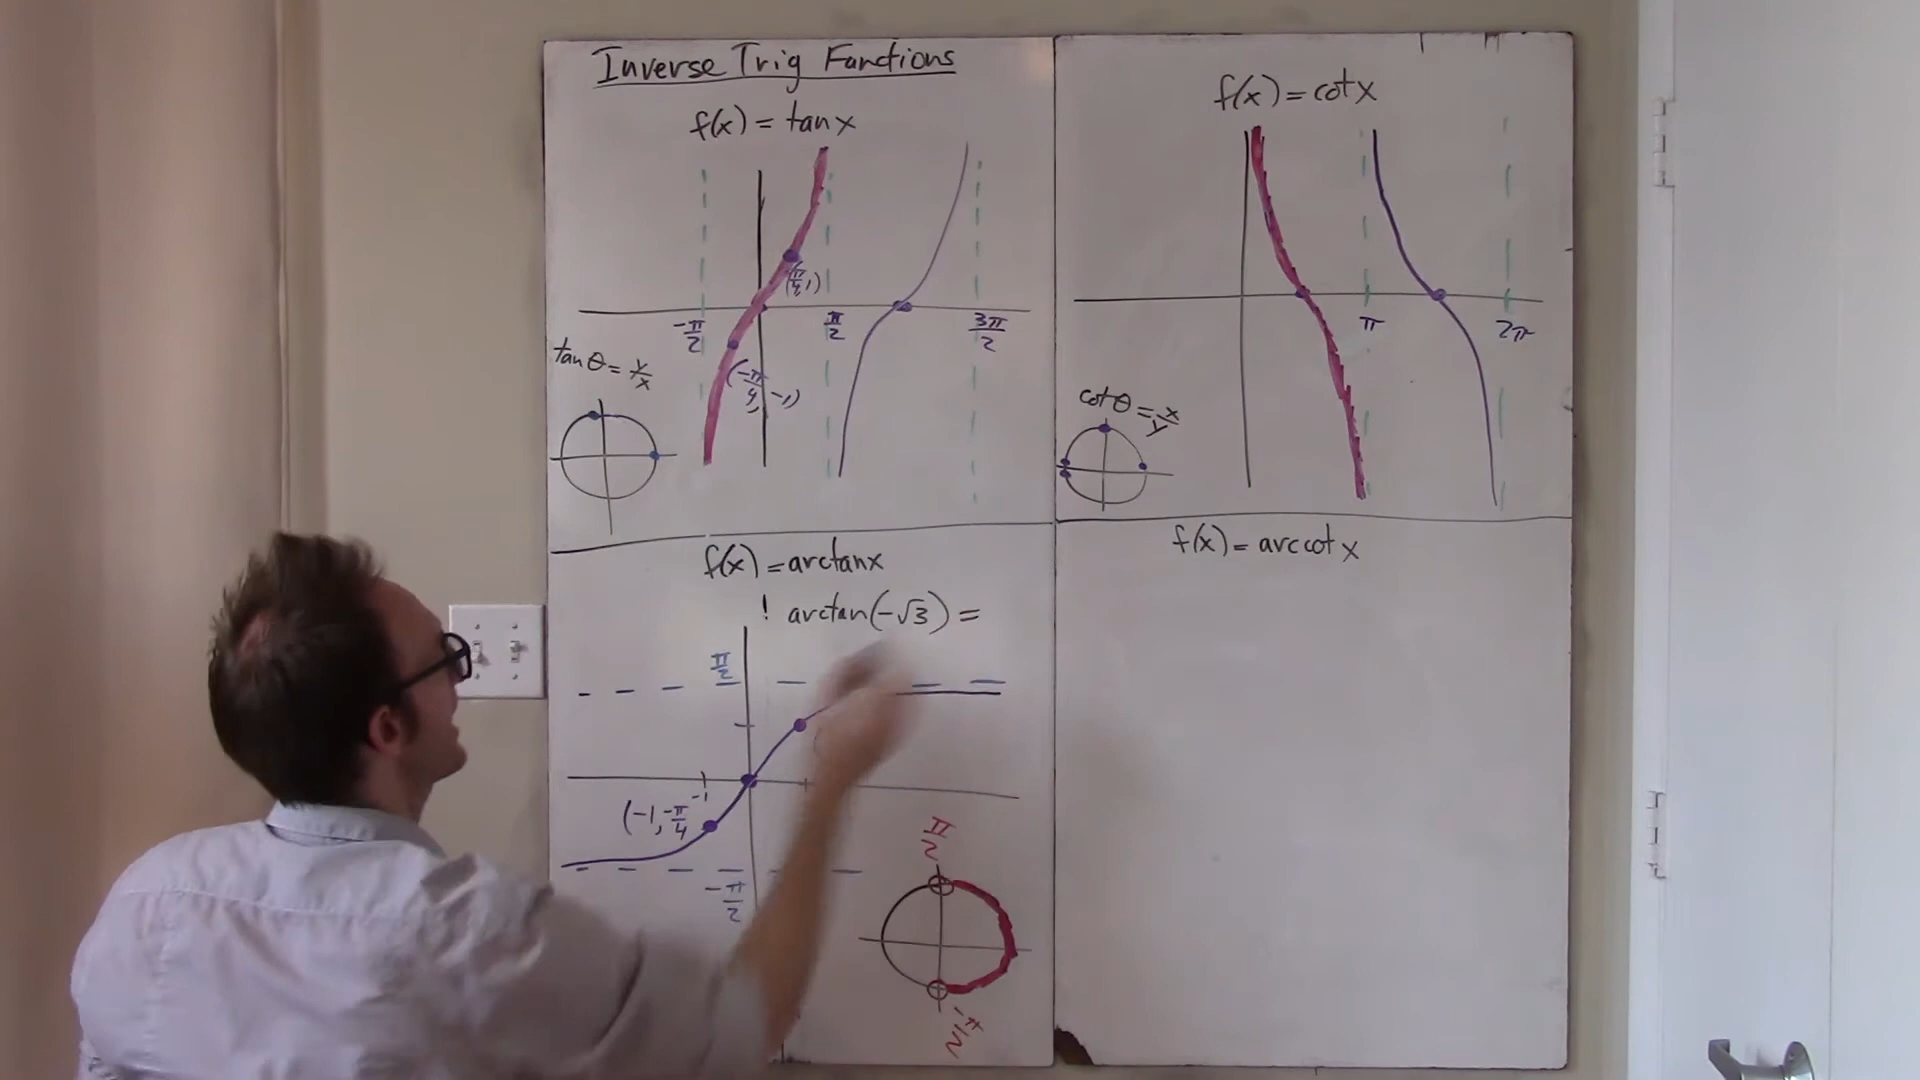 Inverse Trig Functions
f(x) = tan x
(π/4, 1)
-π/2
π/2
3π/2
tan θ = y/x
(-π/4, -1)
f(x) = cot x
π
2π
cot θ = x/y
f(x) = arctan x
! arctan(-√3) =
π/2
-1
(-1, -π/4
-π/2
π/2
-π/2
f(x) = arccot x